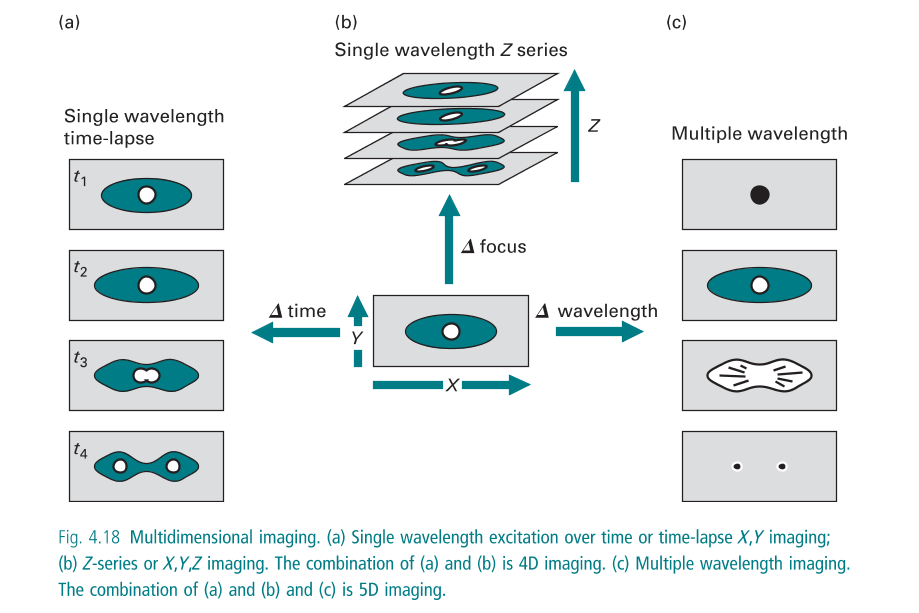 (a)
Single wavelength
time-lapse
t1
t2
t3
t4
(b)
Single wavelength Z series
Z
Δ focus
Δ time
Y
X
Δ wavelength
(c)
Multiple wavelength
Fig. 4.18 Multidimensional imaging. (a) Single wavelength excitation over time or time-lapse X,Y imaging;
(b) Z-series or X,Y,Z imaging. The combination of (a) and (b) is 4D imaging. (c) Multiple wavelength imaging.
The combination of (a) and (b) and (c) is 5D imaging.